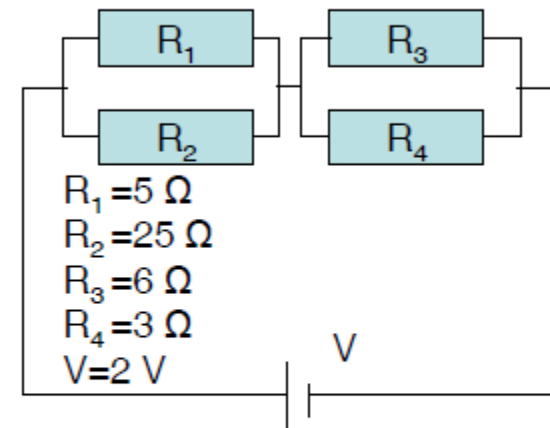 R₁ R₃
R₂ R₄
R₁=5 Ω
R₂=25 Ω
R₃=6 Ω
R₄=3 Ω
V=2 V
V